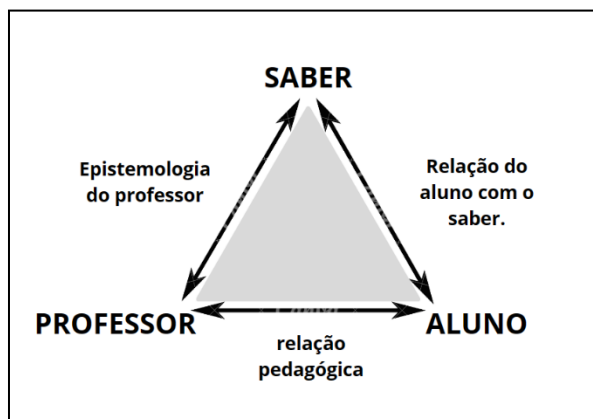 SABER
Epistemologia
do professor
Relação do
aluno com o
saber.
PROFESSOR
ALUNO
relação
pedagógica